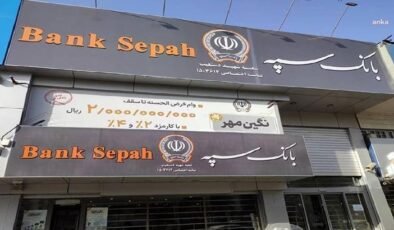 anka
Bank Sepah
بانک سپه
وام قرض الحسنه تا سقف
۲/۰۰۰/۰۰۰/۰۰۰ ریال
با کارمزد ۲٪ و ۴٪
نگین مهر
Bank Sepah
بانک سپه